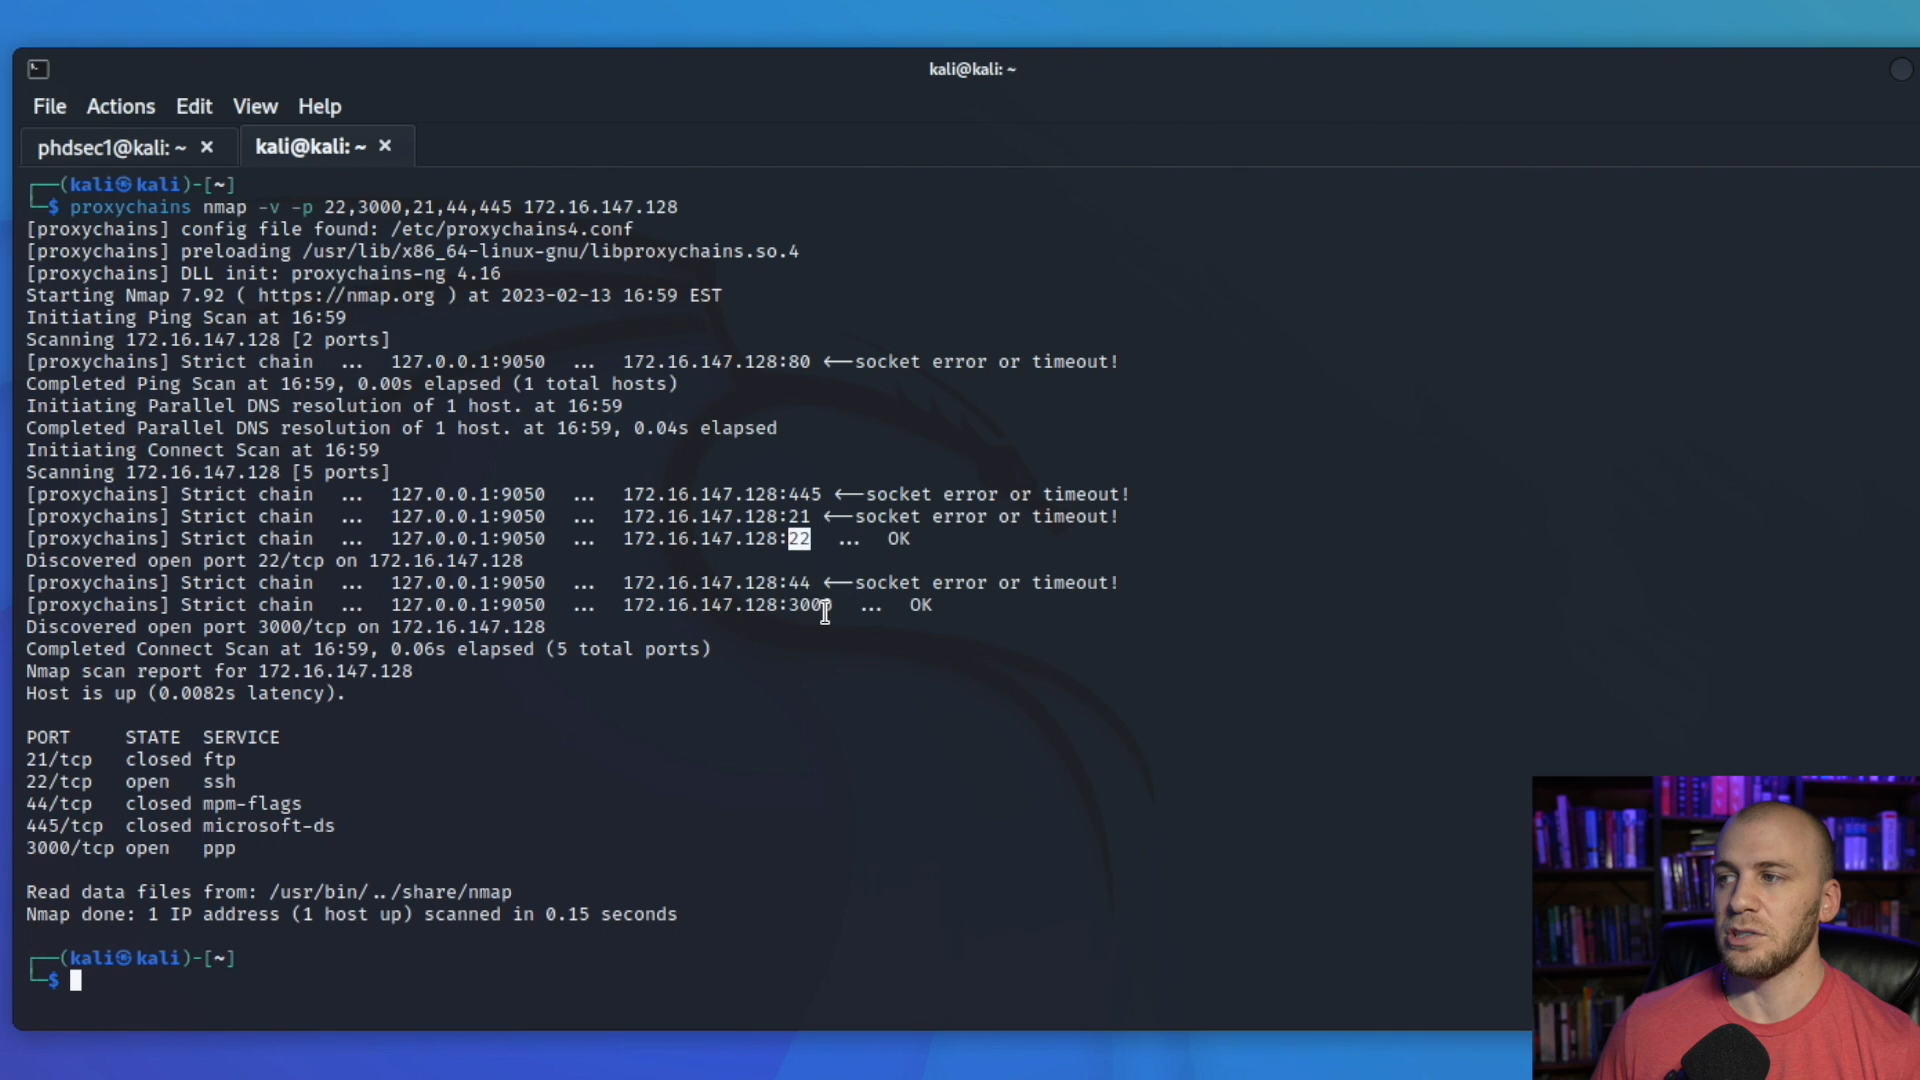 kali@kali: ~
File Actions Edit View Help
phdsec1@kali: ~ × kali@kali: ~ ×
┌──(kali㉿kali)-[~]
└─$ proxychains nmap -v -p 22,3000,21,44,445 172.16.147.128
[proxychains] config file found: /etc/proxychains4.conf
[proxychains] preloading /usr/lib/x86_64-linux-gnu/libproxychains.so.4
[proxychains] DLL init: proxychains-ng 4.16
Starting Nmap 7.92 ( https://nmap.org ) at 2023-02-13 16:59 EST
Initiating Ping Scan at 16:59
Scanning 172.16.147.128 [2 ports]
[proxychains] Strict chain ... 127.0.0.1:9050 ... 172.16.147.128:80 <--socket error or timeout!
Completed Ping Scan at 16:59, 0.00s elapsed (1 total hosts)
Initiating Parallel DNS resolution of 1 host. at 16:59
Completed Parallel DNS resolution of 1 host. at 16:59, 0.04s elapsed
Initiating Connect Scan at 16:59
Scanning 172.16.147.128 [5 ports]
[proxychains] Strict chain ... 127.0.0.1:9050 ... 172.16.147.128:445 <--socket error or timeout!
[proxychains] Strict chain ... 127.0.0.1:9050 ... 172.16.147.128:21 <--socket error or timeout!
[proxychains] Strict chain ... 127.0.0.1:9050 ... 172.16.147.128:22 ... OK
Discovered open port 22/tcp on 172.16.147.128
[proxychains] Strict chain ... 127.0.0.1:9050 ... 172.16.147.128:44 <--socket error or timeout!
[proxychains] Strict chain ... 127.0.0.1:9050 ... 172.16.147.128:3000 ... OK
Discovered open port 3000/tcp on 172.16.147.128
Completed Connect Scan at 16:59, 0.06s elapsed (5 total ports)
Nmap scan report for 172.16.147.128
Host is up (0.0082s latency).
PORT STATE SERVICE
21/tcp closed ftp
22/tcp open ssh
44/tcp closed mpm-flags
445/tcp closed microsoft-ds
3000/tcp open ppp
Read data files from: /usr/bin/../share/nmap
Nmap done: 1 IP address (1 host up) scanned in 0.15 seconds
┌──(kali㉿kali)-[~]
└─$